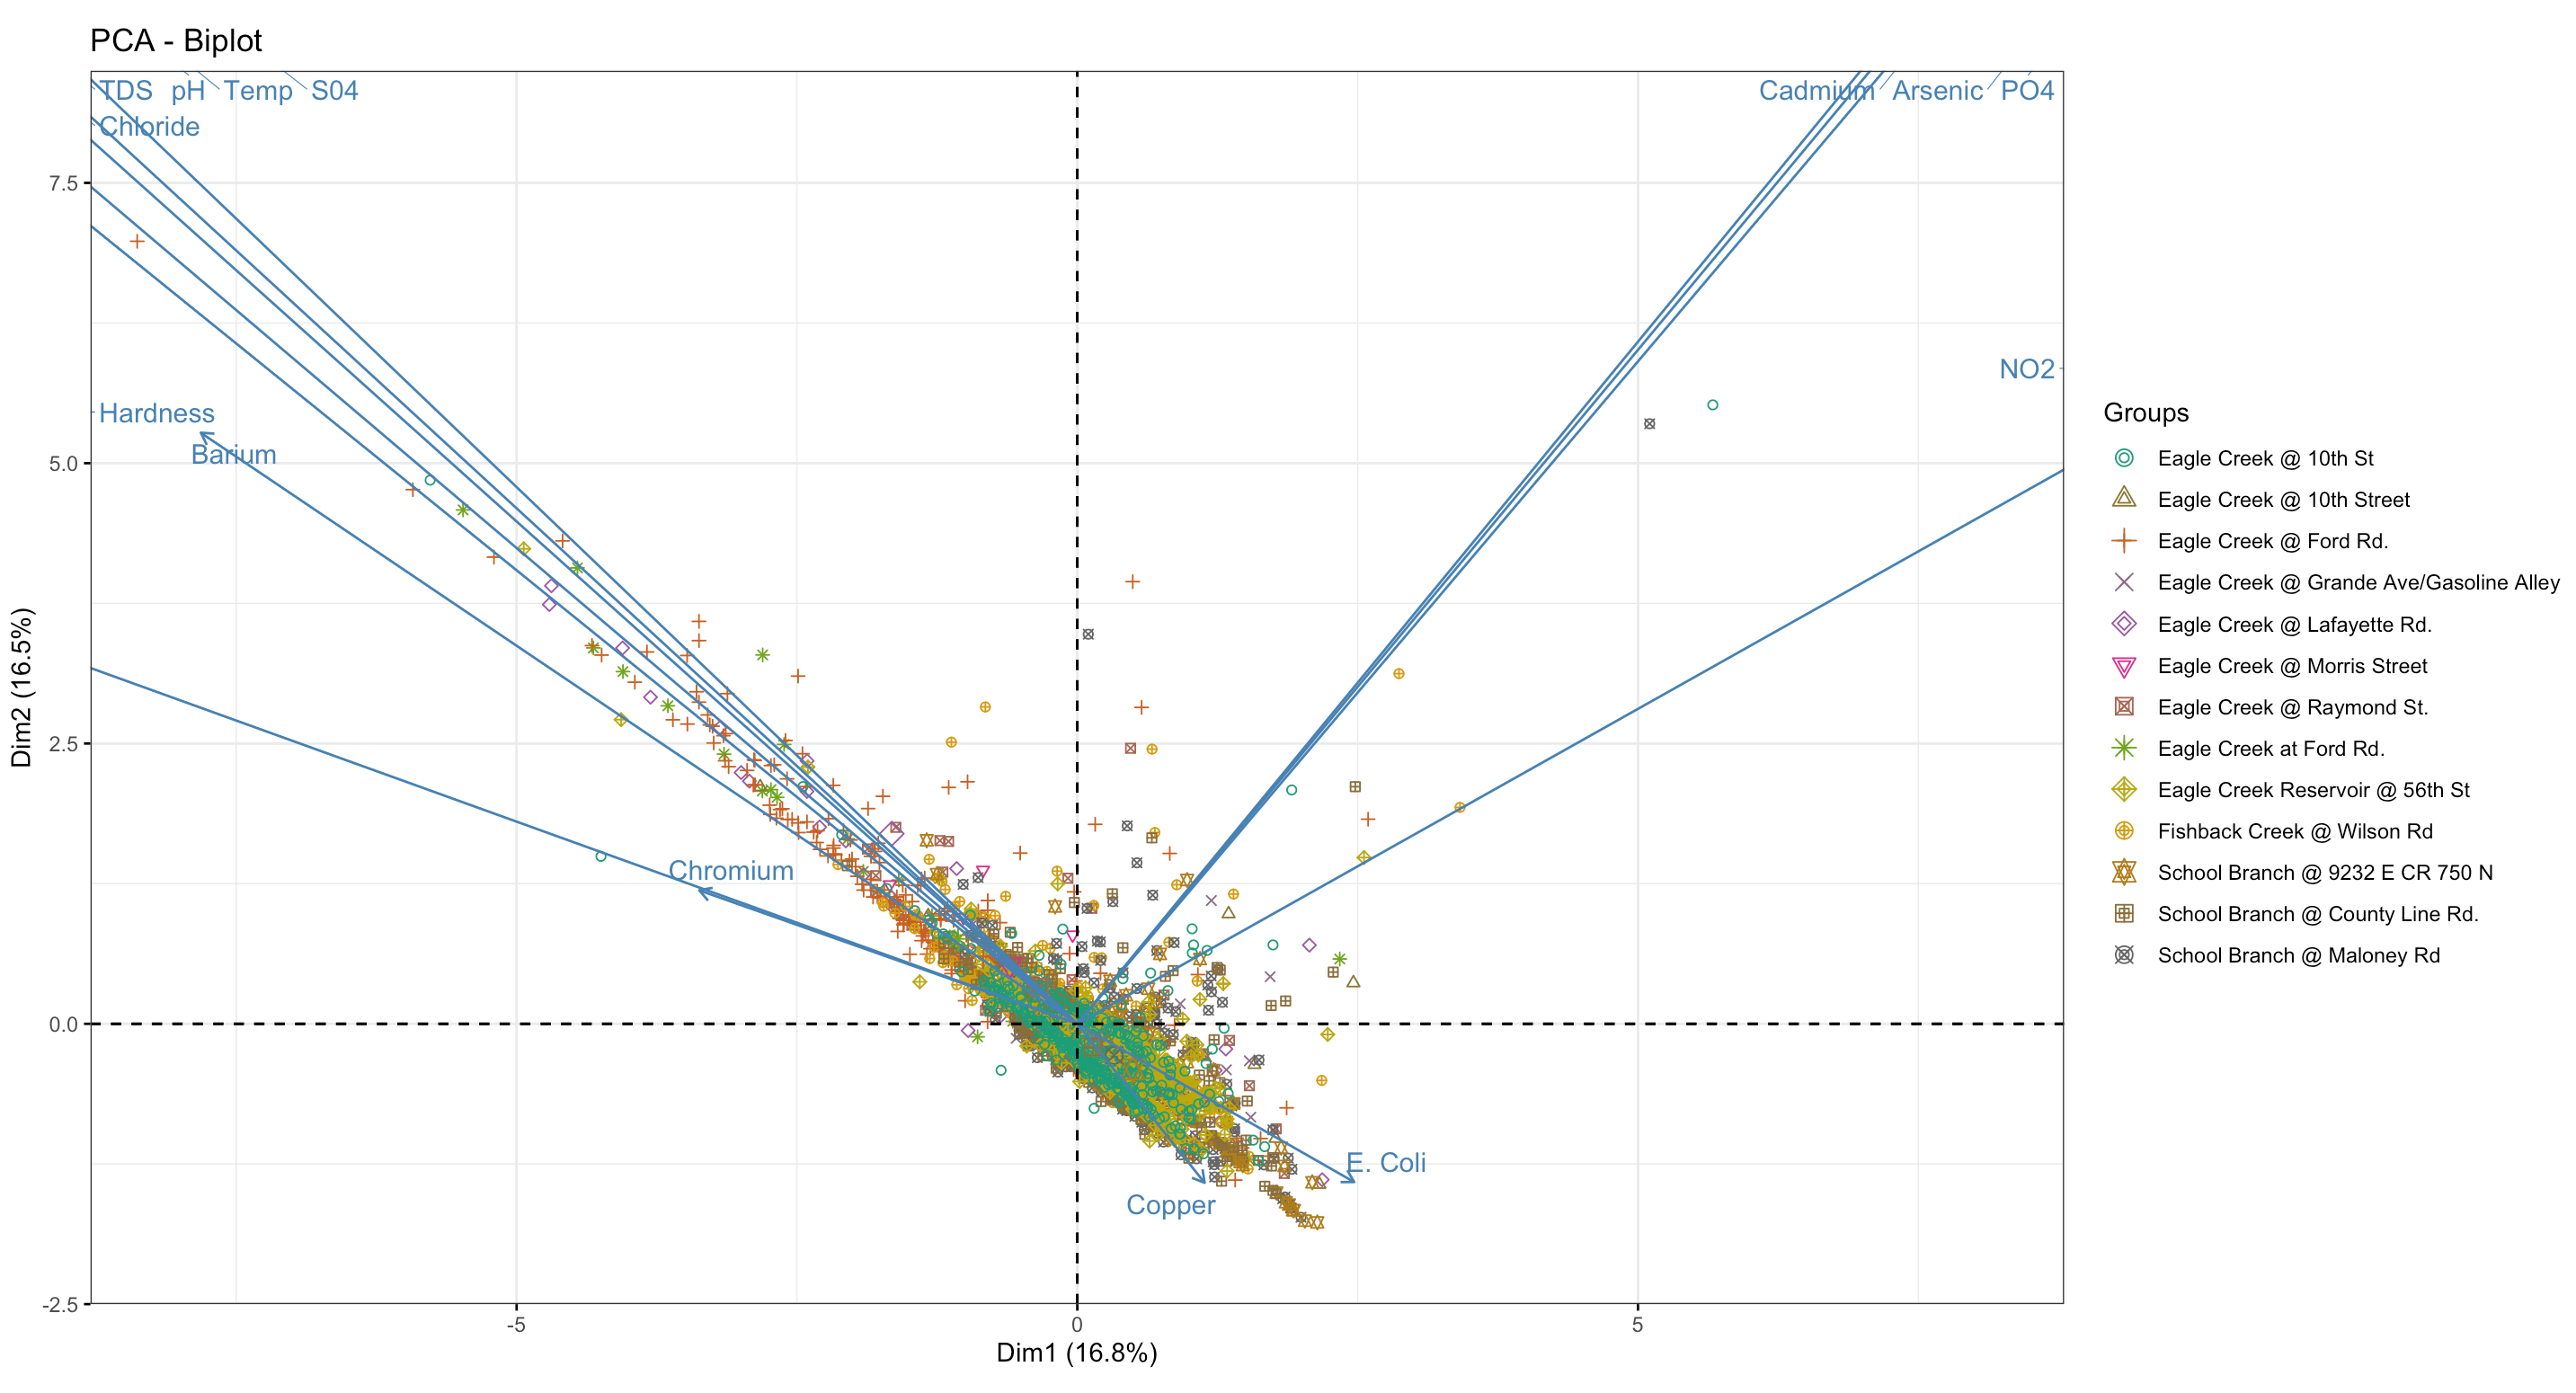 PCA - Biplot
TDS pH Temp S04
Cadmium Arsenic PO4
Chloride
7.5
NO2
Hardness
Barium
5.0
2.5
Chromium
0.0
E. Coli
Copper
-2.5
-5 0 5
Dim1 (16.8%)
Dim2 (16.5%)
Groups
Eagle Creek @ 10th St
Eagle Creek @ 10th Street
Eagle Creek @ Ford Rd.
Eagle Creek @ Grande Ave/Gasoline Alley
Eagle Creek @ Lafayette Rd.
Eagle Creek @ Morris Street
Eagle Creek @ Raymond St.
Eagle Creek at Ford Rd.
Eagle Creek Reservoir @ 56th St
Fishback Creek @ Wilson Rd
School Branch @ 9232 E CR 750 N
School Branch @ County Line Rd.
School Branch @ Maloney Rd